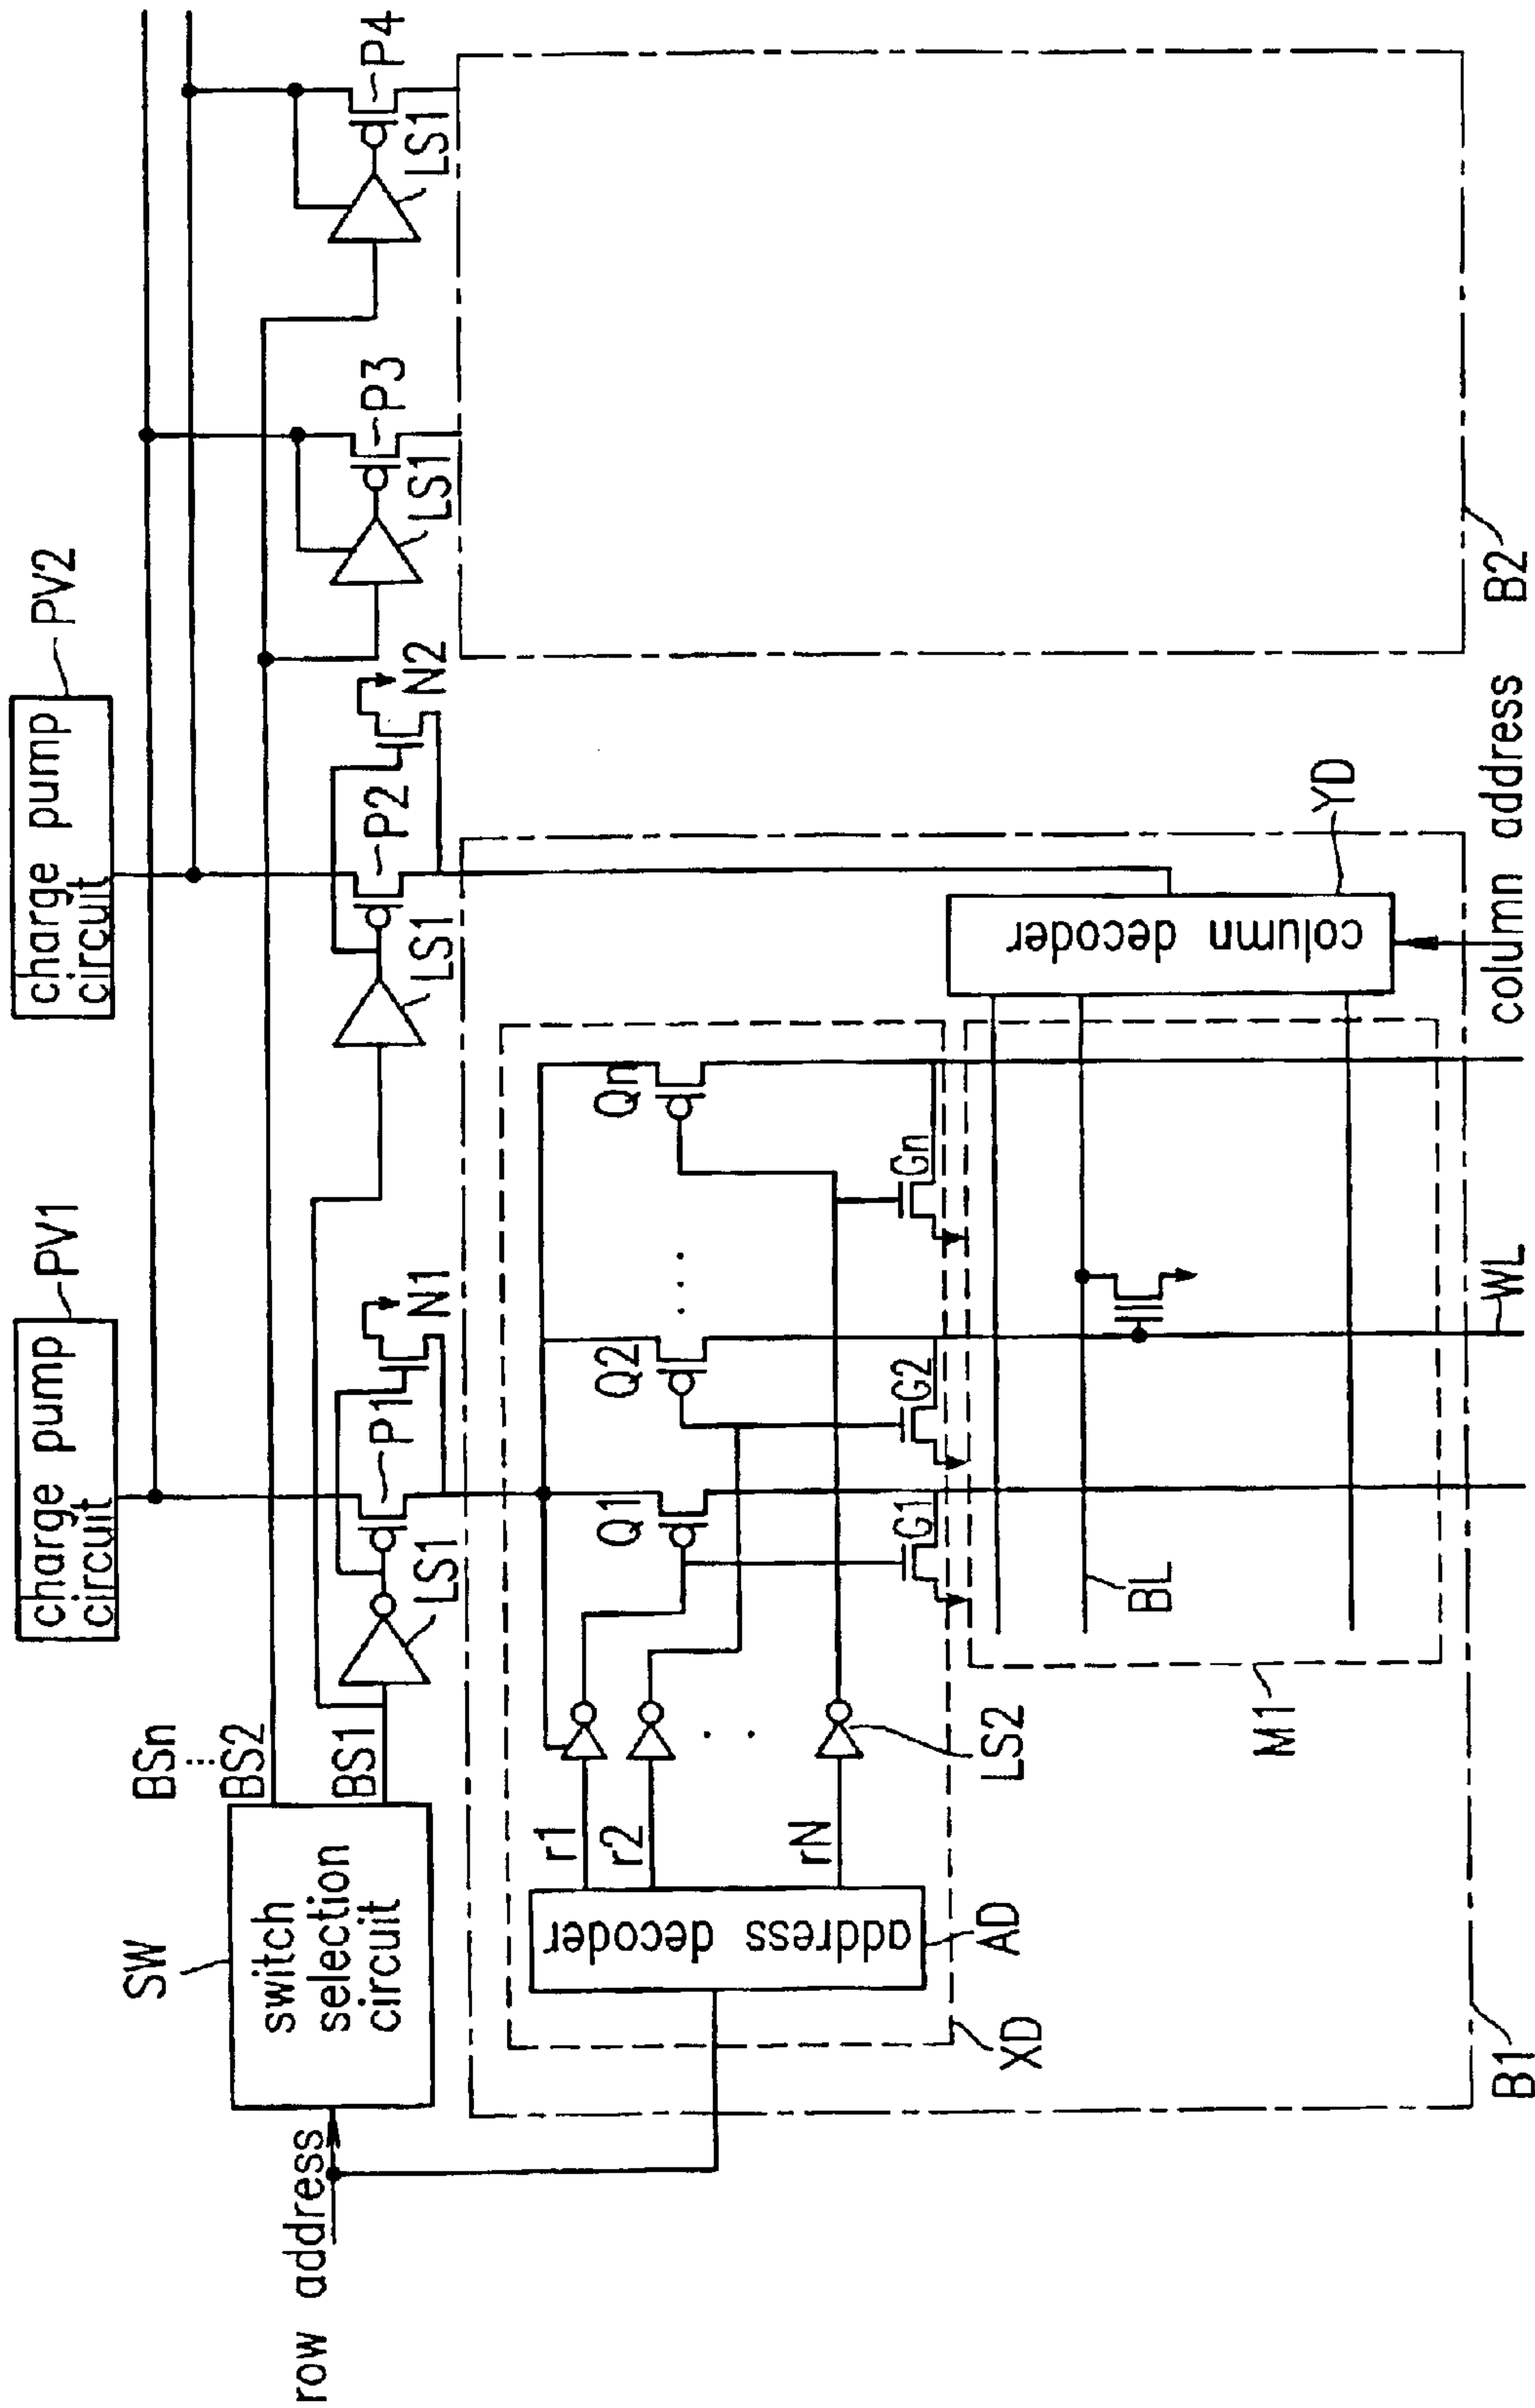 charge pump
circuit
PV1
charge pump
circuit
PV2
SW
BSn
BS2
BS1
switch
selection
circuit
row address
LS1
P1
N1
LS1
P2
N2
LS1
P3
LS1
P4
Q1
Q2
Qn
r1
r2
rN
address decoder
AD
LS2
G1
G2
Gn
XD
column decoder
YD
BL
M1
WL
column address
B1
B2